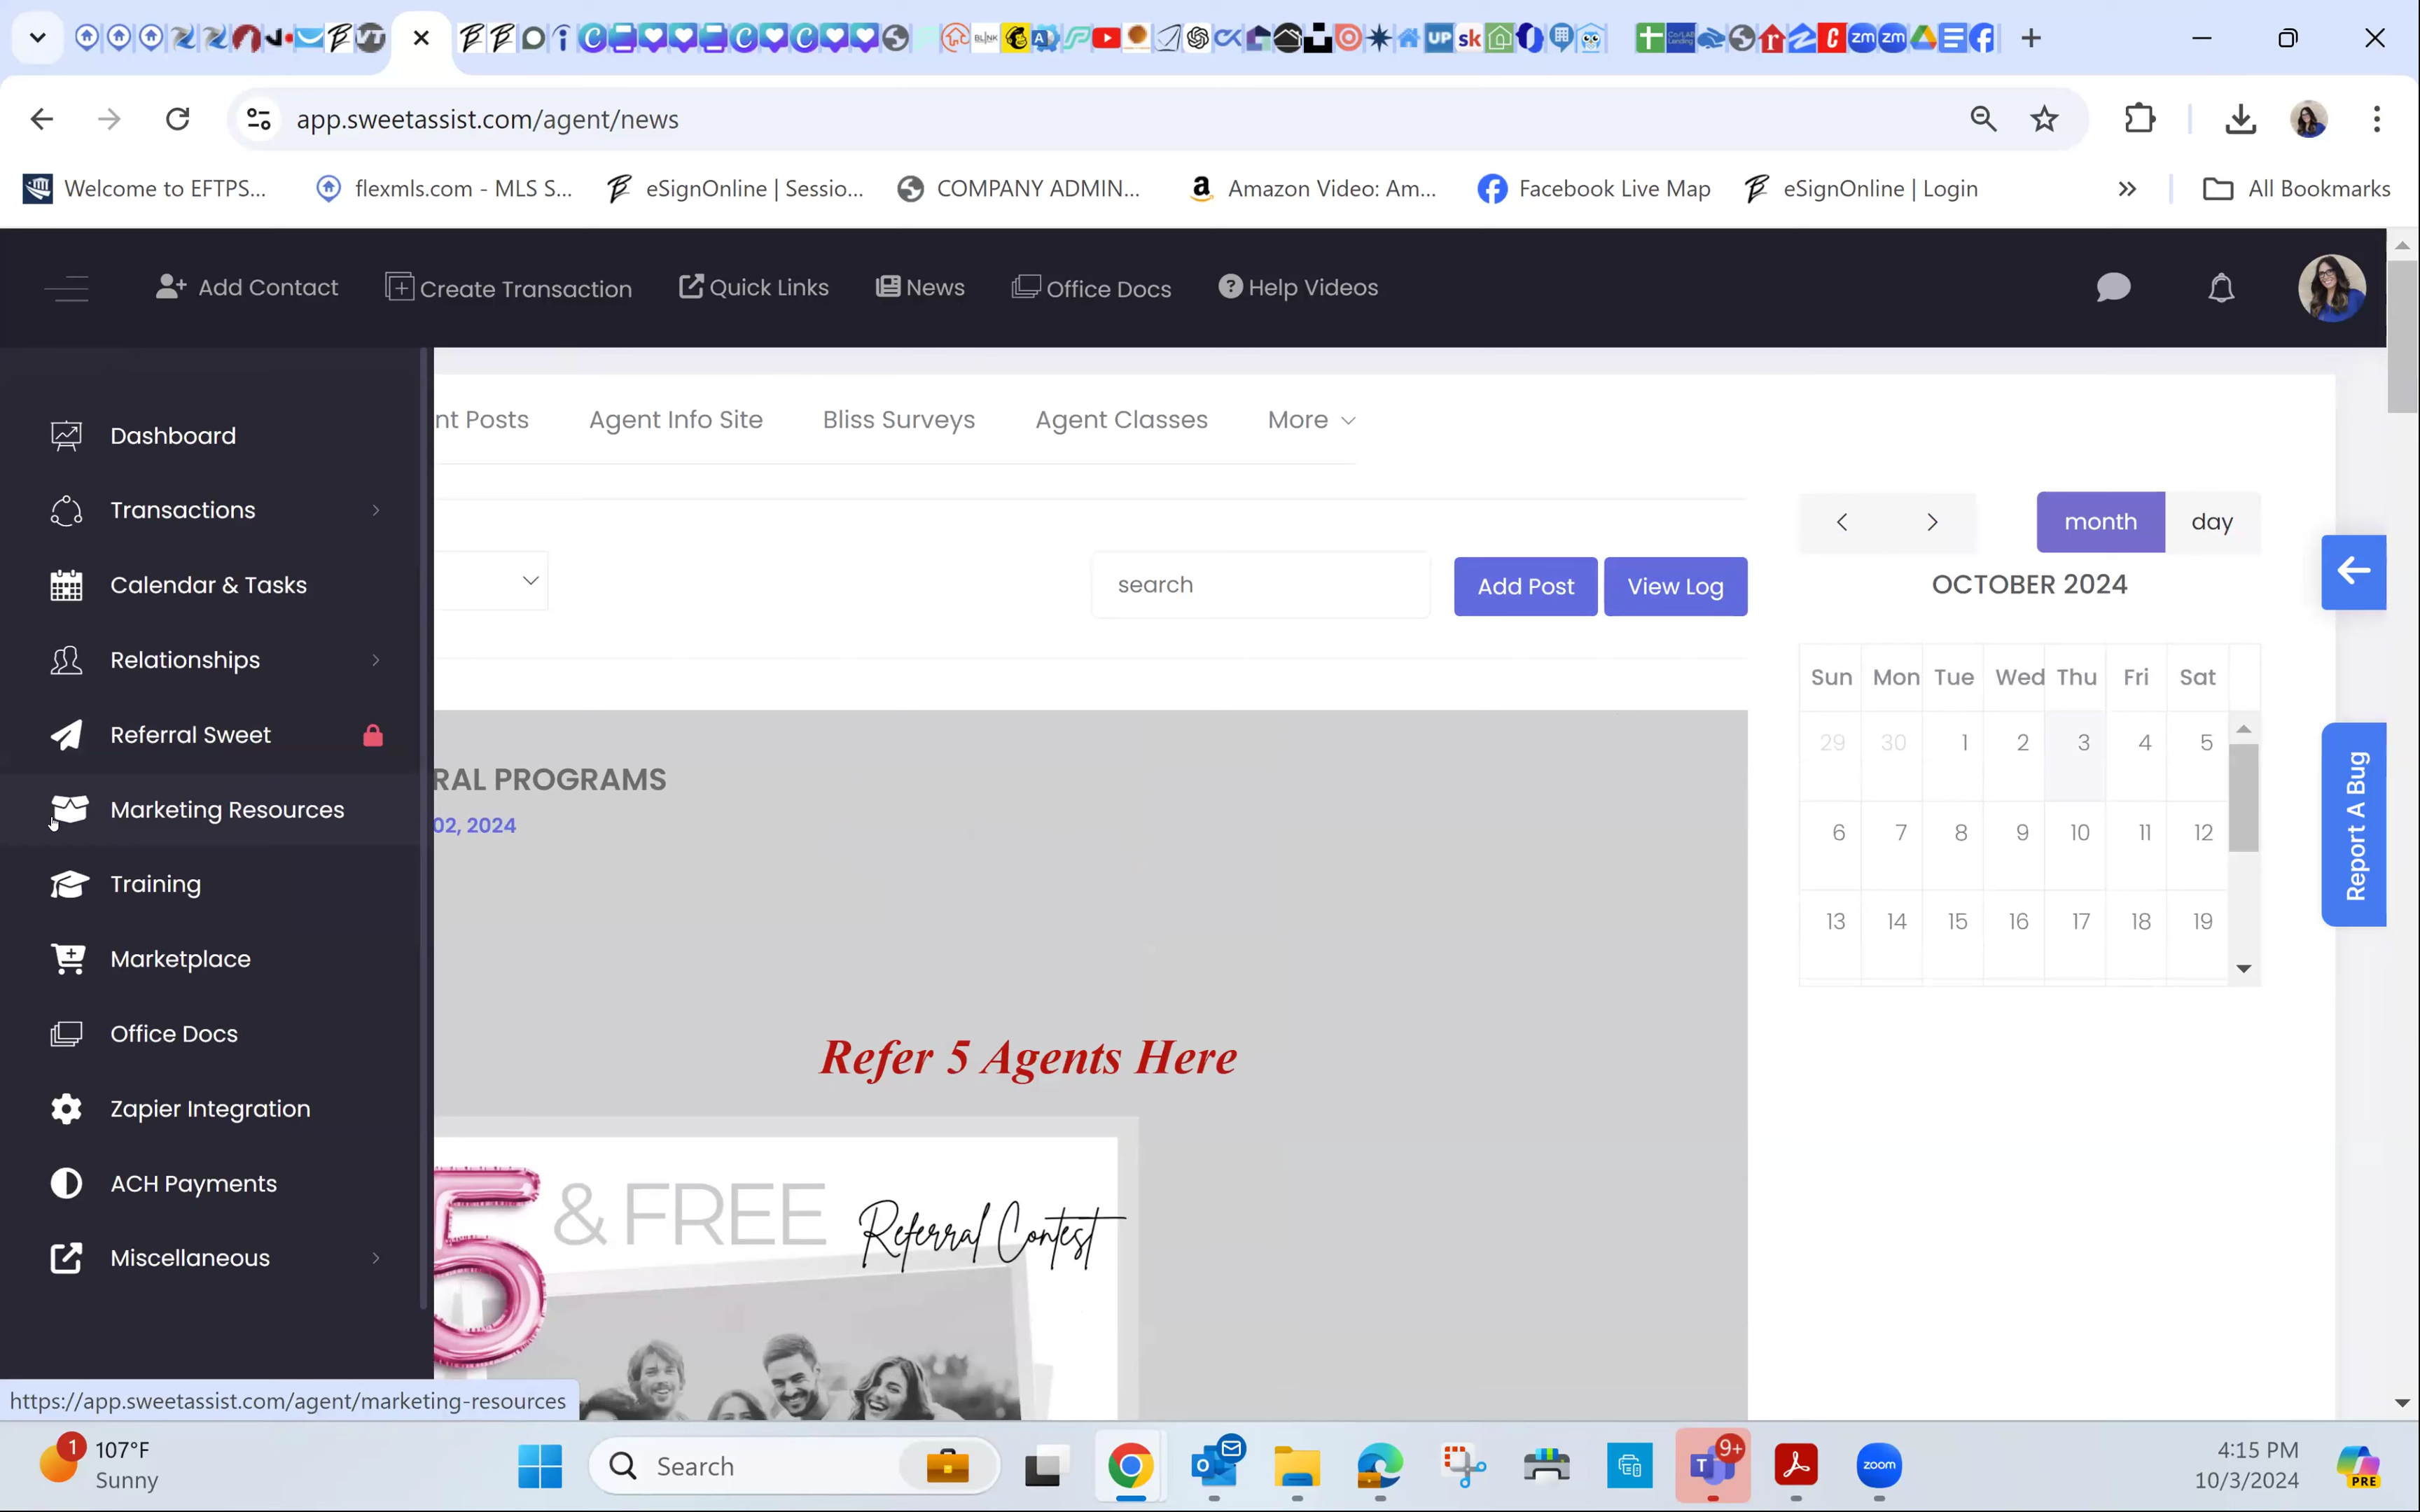 app.sweetassist.com/agent/news
Welcome to EFTPS...
flexmls.com - MLS S...
eSignOnline | Sessio...
COMPANY ADMIN...
Amazon Video: Am...
Facebook Live Map
eSignOnline | Login
All Bookmarks
Add Contact
Create Transaction
Quick Links
News
Office Docs
Help Videos
Dashboard
Transactions
Calendar & Tasks
Relationships
Referral Sweet
Marketing Resources
Training
Marketplace
Office Docs
Zapier Integration
ACH Payments
Miscellaneous
nt Posts
Agent Info Site
Bliss Surveys
Agent Classes
More
search
Add Post
View Log
RAL PROGRAMS
02, 2024
Refer 5 Agents Here
5 & FREE Referral Contest
month
day
OCTOBER 2024
Sun Mon Tue Wed Thu Fri Sat
29 30 1 2 3 4 5
6 7 8 9 10 11 12
13 14 15 16 17 18 19
Report A Bug
https://app.sweetassist.com/agent/marketing-resources
1
107°F
Sunny
Search
9+
zoom
4:15 PM
10/3/2024
PRE